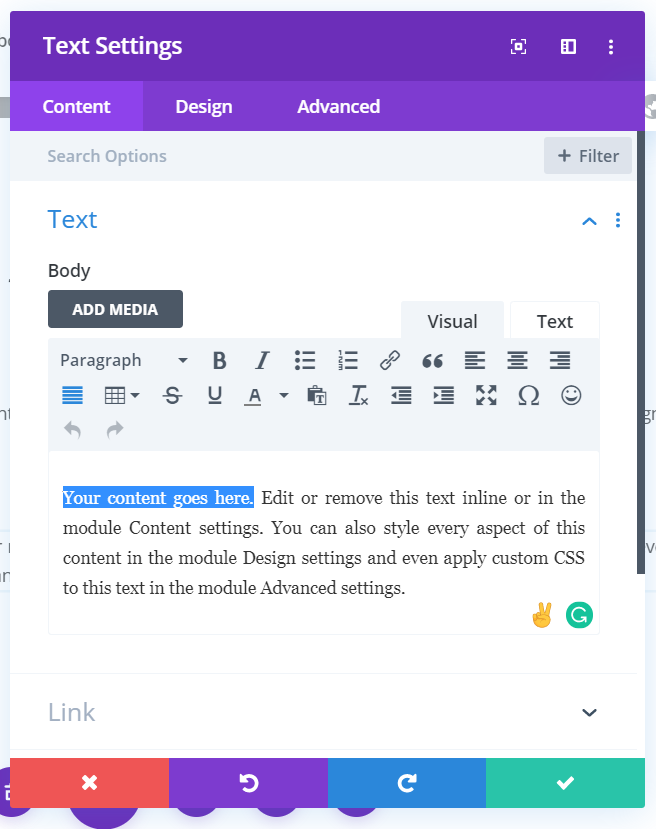 Text Settings
Content Design Advanced
Search Options + Filter
Text
Body
ADD MEDIA
Visual Text
Paragraph
Your content goes here. Edit or remove this text inline or in the
module Content settings. You can also style every aspect of this
content in the module Design settings and even apply custom CSS
to this text in the module Advanced settings.
Link